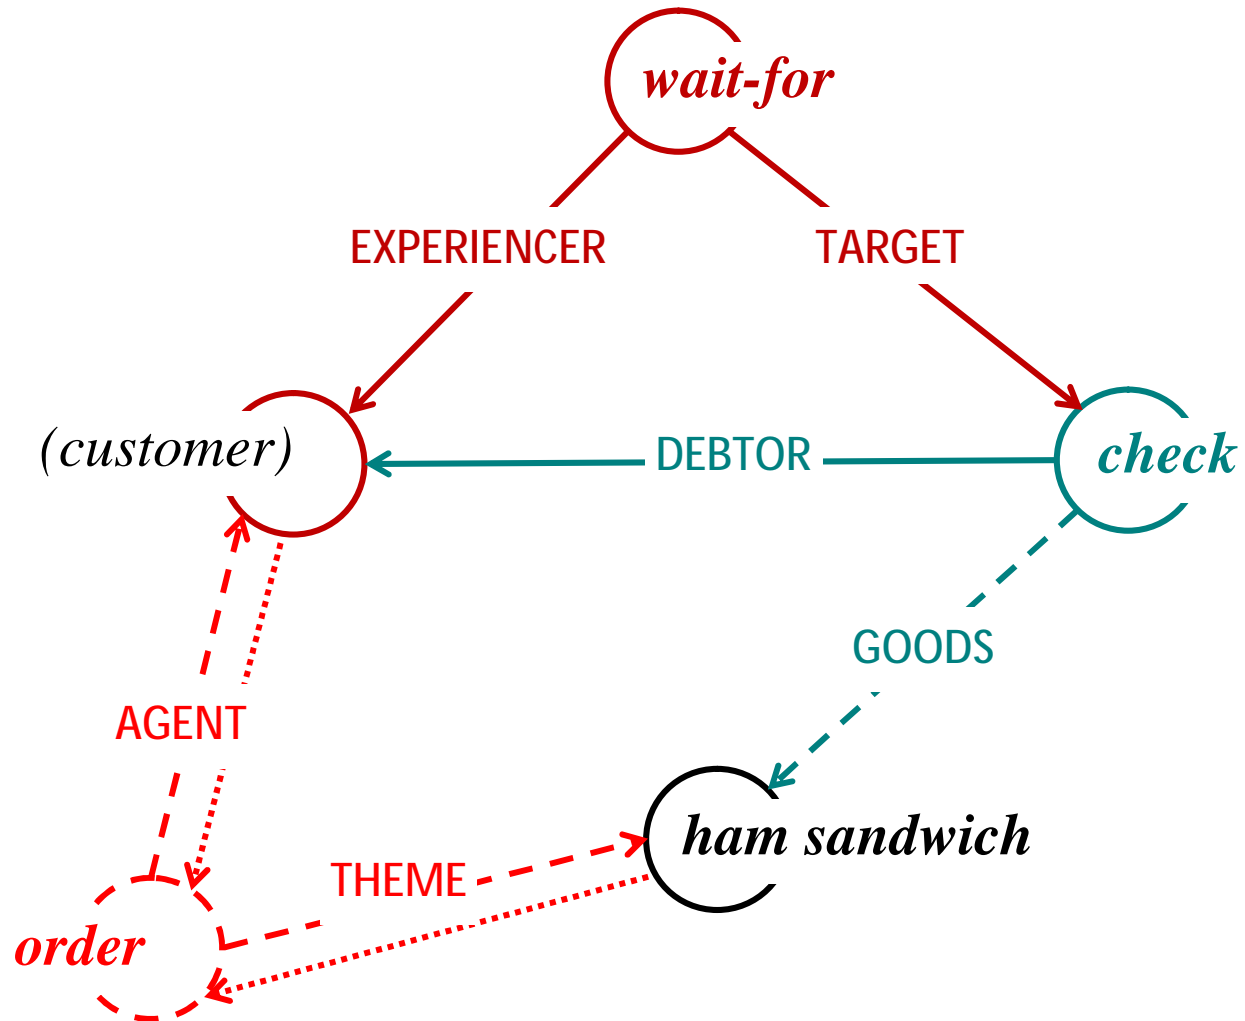 wait-for
EXPERIENCER
TARGET
(customer)
DEBTOR
check
GOODS
AGENT
ham sandwich
THEME
order